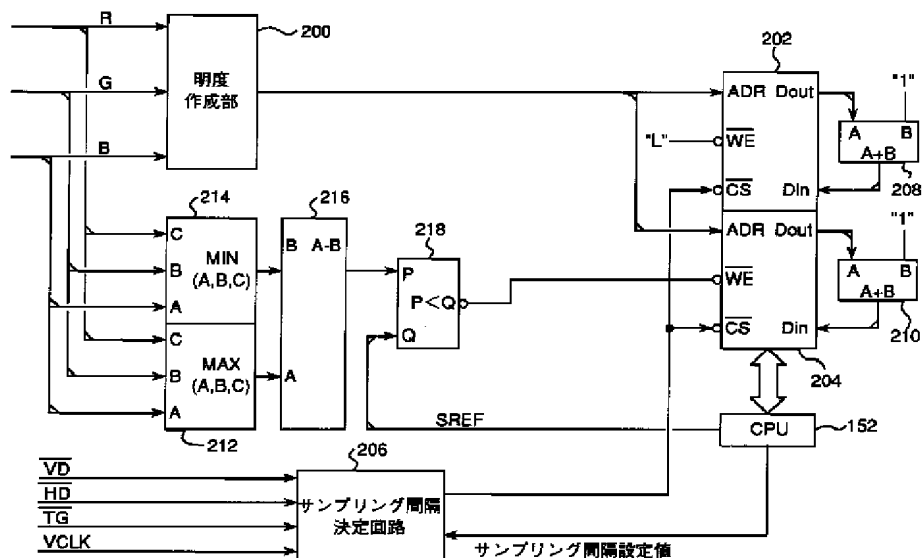 R
200
明度
作成部
G
B
202
ADR Dout
"1"
A B
A+B
208
"L"
WE
CS Din
214
MIN
(A,B,C)
C
B
A
216
B A-B
A
218
P
P<Q
Q
ADR Dout
"1"
A B
A+B
210
WE
CS Din
204
C
B
A
MAX
(A,B,C)
212
SREF
CPU
152
206
VD
HD
TG
VCLK
サンプリング間隔
決定回路
サンプリング間隔設定値